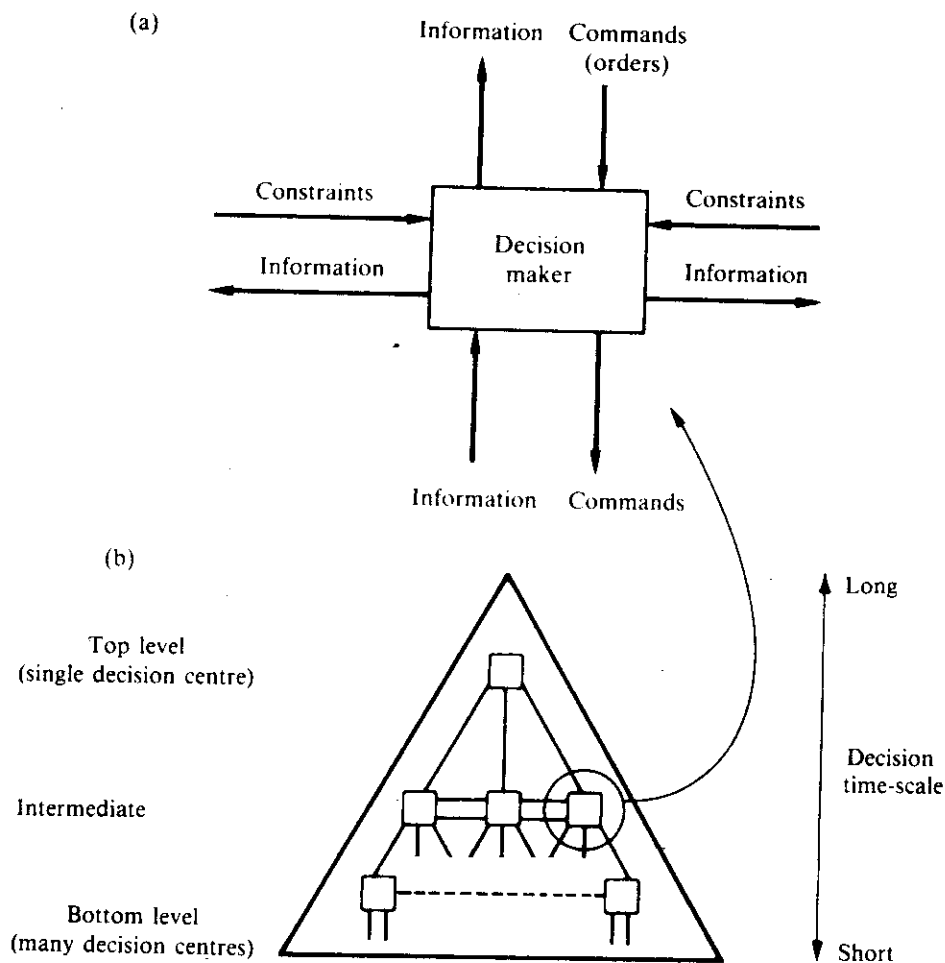 (a)
Information
Commands
(orders)
Constraints
Constraints
Decision
maker
Information
Information
Information
Commands
(b)
Long
Top level
(single decision centre)
Decision
time-scale
Intermediate
Bottom level
(many decision centres)
Short